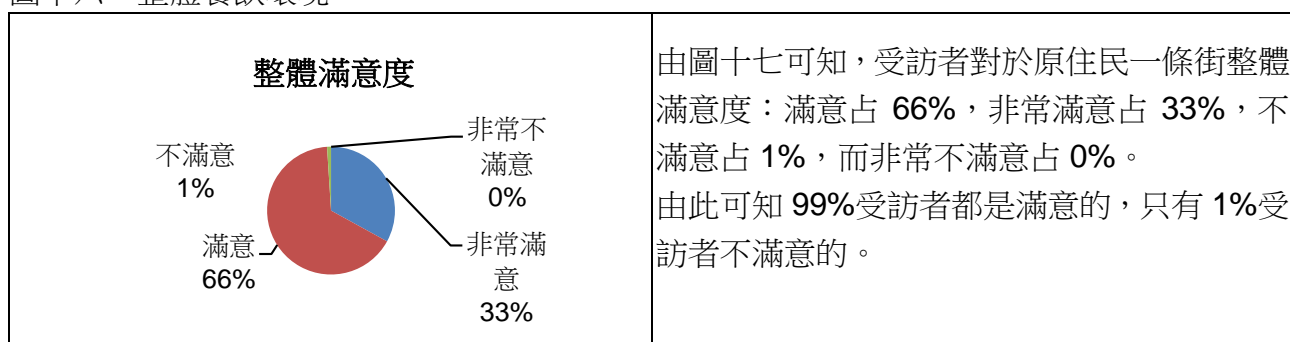 整體滿意度
非常不
滿意
0%
不滿意
1%
滿意
66%
非常滿
意
33%
由圖十七可知，受訪者對於原住民一條街整體
滿意度：滿意占 66%，非常滿意占 33%，不
滿意占 1%，而非常不滿意占 0%。
由此可知 99%受訪者都是滿意的，只有 1%受
訪者不滿意的。